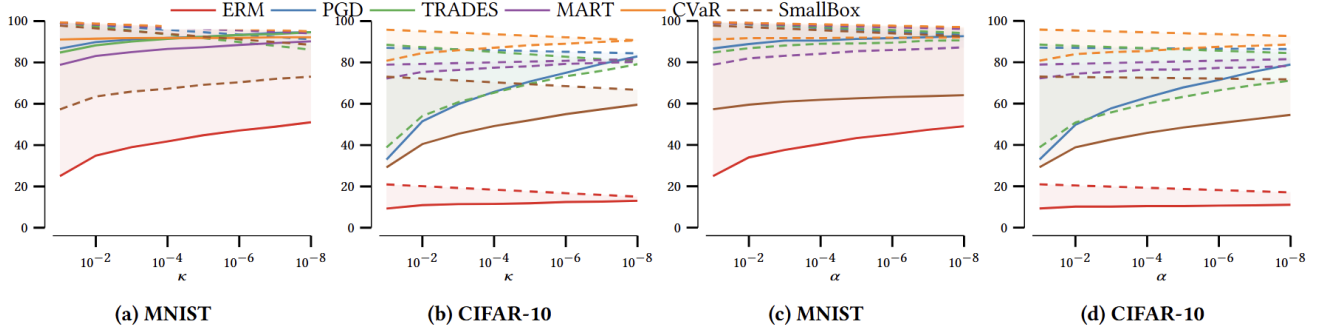 ERM PGD TRADES MART CVaR SmallBox
100 80 60 40 20 0
10⁻² 10⁻⁴ 10⁻⁶ 10⁻⁸
κ
(a) MNIST
100 80 60 40 20 0
10⁻² 10⁻⁴ 10⁻⁶ 10⁻⁸
κ
(b) CIFAR-10
100 80 60 40 20 0
10⁻² 10⁻⁴ 10⁻⁶ 10⁻⁸
α
(c) MNIST
100 80 60 40 20 0
10⁻² 10⁻⁴ 10⁻⁶ 10⁻⁸
α
(d) CIFAR-10